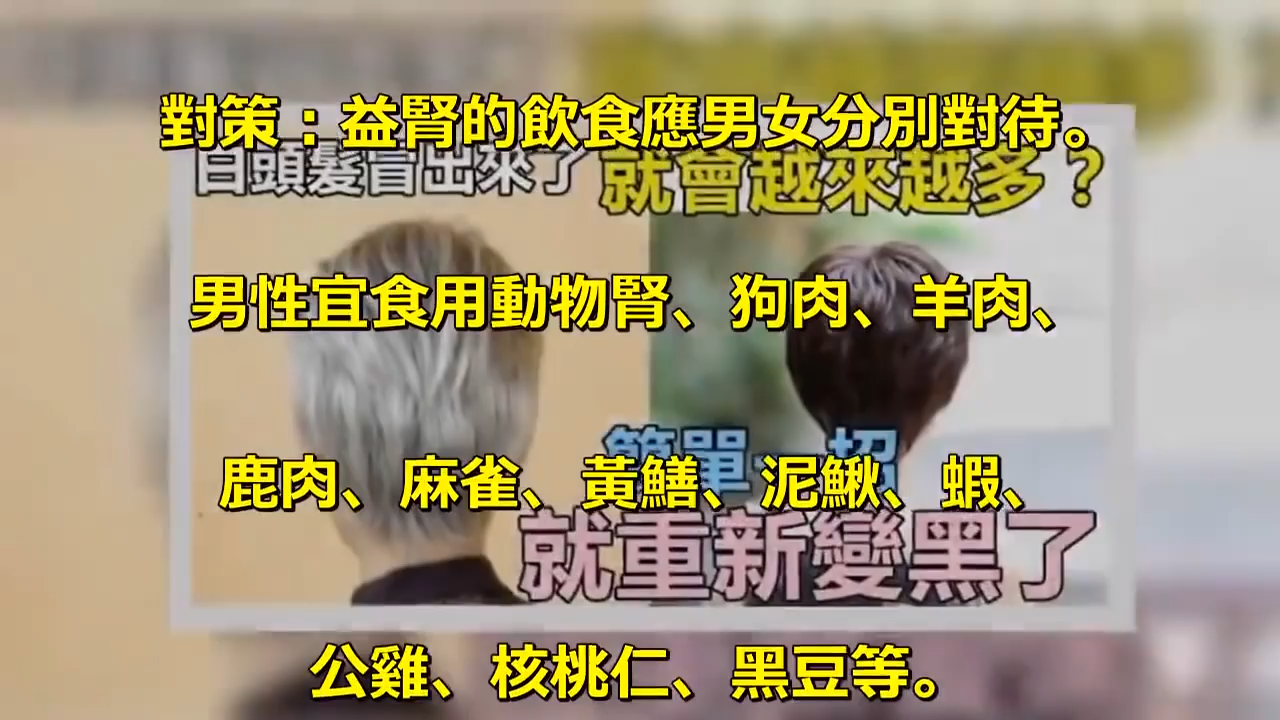 對策：益腎的飲食應男女分別對待。
白頭髮冒出來了
就會越來越多？
男性宜食用動物腎、狗肉、羊肉、
簡單一招
鹿肉、麻雀、黃鱔、泥鰍、蝦、
就重新變黑了
公雞、核桃仁、黑豆等。